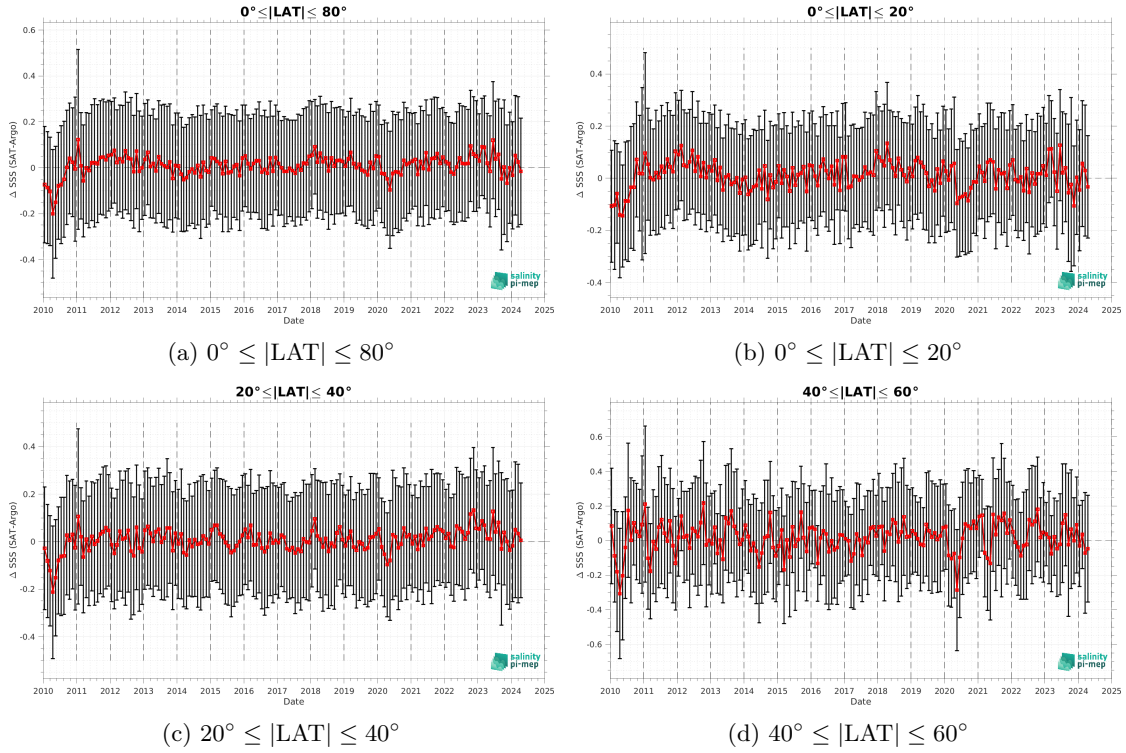 0°≤|LAT|≤ 80°
Δ SSS (SAT-Argo)
0.6
0.4
0.2
0
-0.2
-0.4
2010 2011 2012 2013 2014 2015 2016 2017 2018 2019 2020 2021 2022 2023 2024 2025
Date
salinity
pi-mep
(a) 0° ≤ |LAT| ≤ 80°
0°≤|LAT|≤ 20°
Δ SSS (SAT-Argo)
0.4
0.2
0
-0.2
-0.4
2010 2011 2012 2013 2014 2015 2016 2017 2018 2019 2020 2021 2022 2023 2024 2025
Date
salinity
pi-mep
(b) 0° ≤ |LAT| ≤ 20°
20°≤|LAT|≤ 40°
Δ SSS (SAT-Argo)
0.4
0.2
0
-0.2
-0.4
2010 2011 2012 2013 2014 2015 2016 2017 2018 2019 2020 2021 2022 2023 2024 2025
Date
salinity
pi-mep
(c) 20° ≤ |LAT| ≤ 40°
40°≤|LAT|≤ 60°
Δ SSS (SAT-Argo)
0.6
0.4
0.2
0
-0.2
-0.4
-0.6
2010 2011 2012 2013 2014 2015 2016 2017 2018 2019 2020 2021 2022 2023 2024 2025
Date
salinity
pi-mep
(d) 40° ≤ |LAT| ≤ 60°